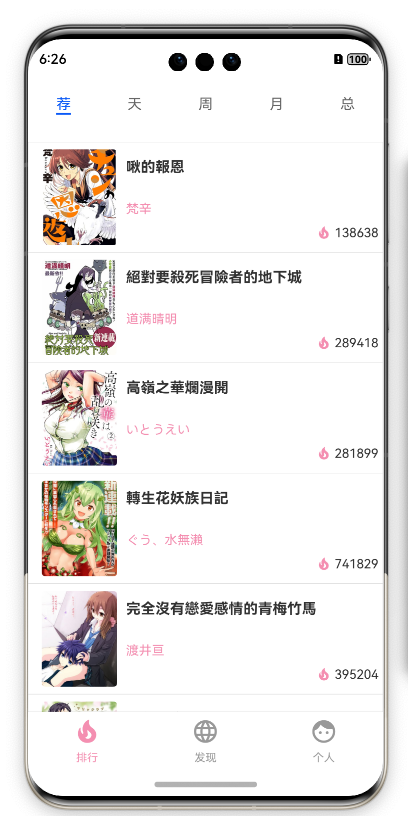 6:26
100
荐 天 周 月 总
啾的報恩
梵辛
138638
絕對要殺死冒險者的地下城
道满晴明
289418
高嶺之華爛漫開
いとうえい
281899
轉生花妖族日記
ぐう、水無瀬
741829
完全沒有戀愛感情的青梅竹馬
渡井亘
395204
排行 发现 个人